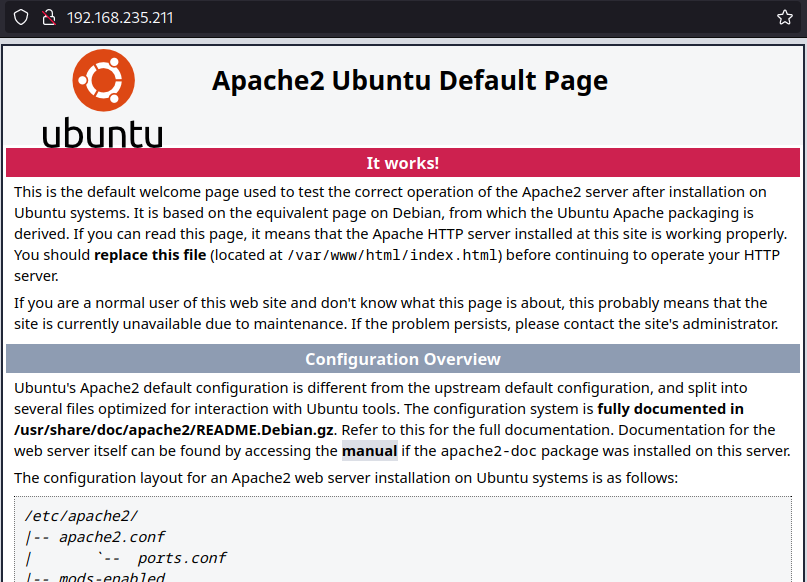 192.168.235.211
Apache2 Ubuntu Default Page
ubuntu
It works!
This is the default welcome page used to test the correct operation of the Apache2 server after installation on
Ubuntu systems. It is based on the equivalent page on Debian, from which the Ubuntu Apache packaging is
derived. If you can read this page, it means that the Apache HTTP server installed at this site is working properly.
You should replace this file (located at /var/www/html/index.html) before continuing to operate your HTTP
server.
If you are a normal user of this web site and don't know what this page is about, this probably means that the
site is currently unavailable due to maintenance. If the problem persists, please contact the site's administrator.
Configuration Overview
Ubuntu's Apache2 default configuration is different from the upstream default configuration, and split into
several files optimized for interaction with Ubuntu tools. The configuration system is fully documented in
/usr/share/doc/apache2/README.Debian.gz. Refer to this for the full documentation. Documentation for the
web server itself can be found by accessing the manual if the apache2-doc package was installed on this server.
The configuration layout for an Apache2 web server installation on Ubuntu systems is as follows:
/etc/apache2/
|-- apache2.conf
|       `--  ports.conf
|-- mods-enabled